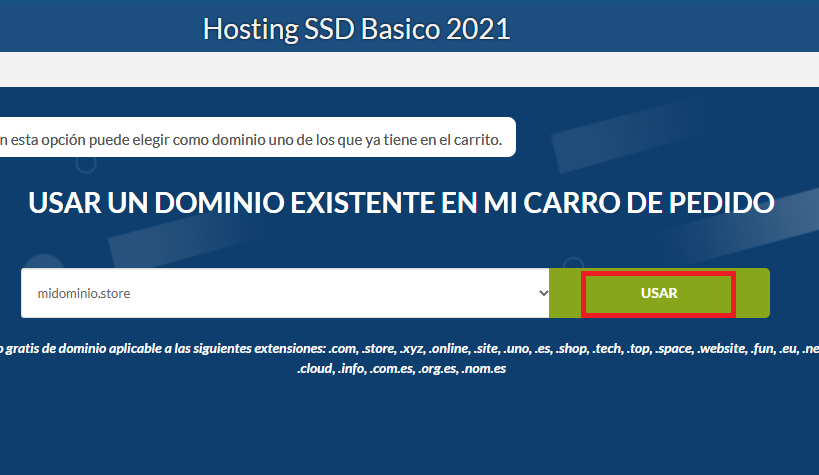 Hosting SSD Basico 2021
n esta opción puede elegir como dominio uno de los que ya tiene en el carrito.
USAR UN DOMINIO EXISTENTE EN MI CARRO DE PEDIDO
midominio.store
USAR
o gratis de dominio aplicable a las siguientes extensiones: .com, .store, .xyz, .online, .site, .uno, .es, .shop, .tech, .top, .space, .website, .fun, .eu, .ne
.cloud, .info, .com.es, .org.es, .nom.es